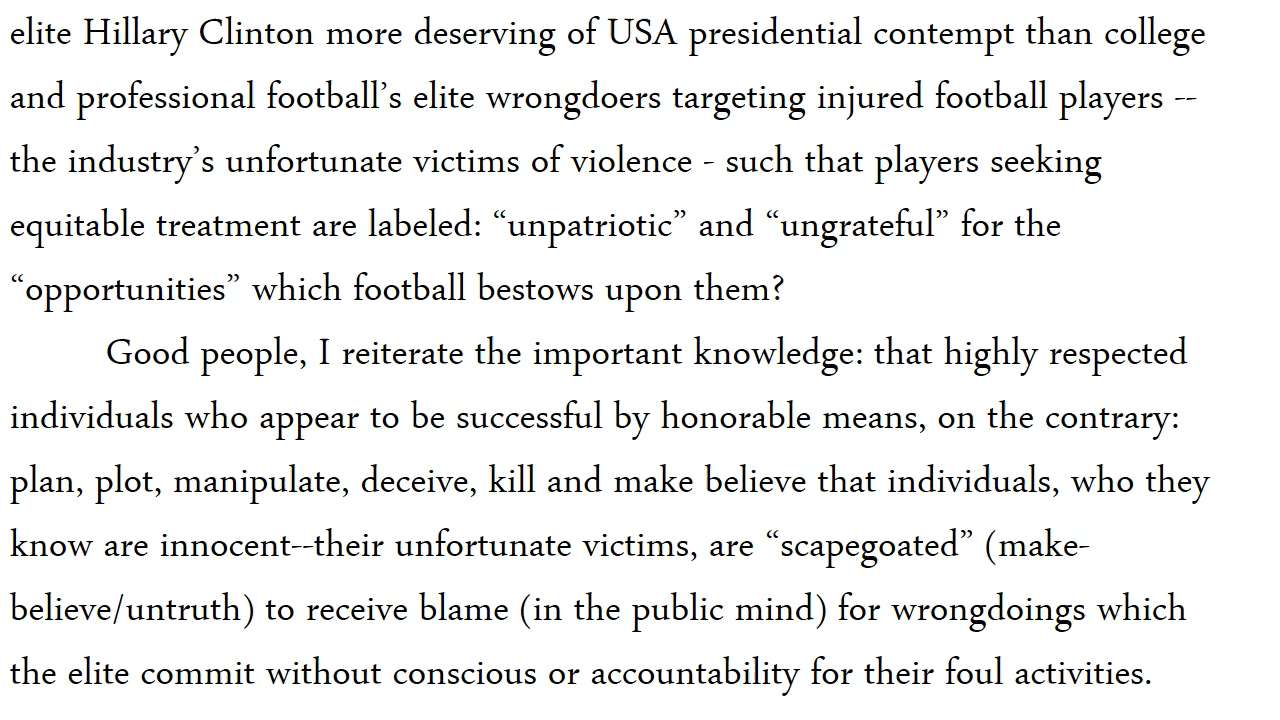 elite Hillary Clinton more deserving of USA presidential contempt than college
and professional football’s elite wrongdoers targeting injured football players --
the industry’s unfortunate victims of violence - such that players seeking
equitable treatment are labeled: “unpatriotic” and “ungrateful” for the
“opportunities” which football bestows upon them?
Good people, I reiterate the important knowledge: that highly respected
individuals who appear to be successful by honorable means, on the contrary:
plan, plot, manipulate, deceive, kill and make believe that individuals, who they
know are innocent--their unfortunate victims, are “scapegoated” (make-
believe/untruth) to receive blame (in the public mind) for wrongdoings which
the elite commit without conscious or accountability for their foul activities.